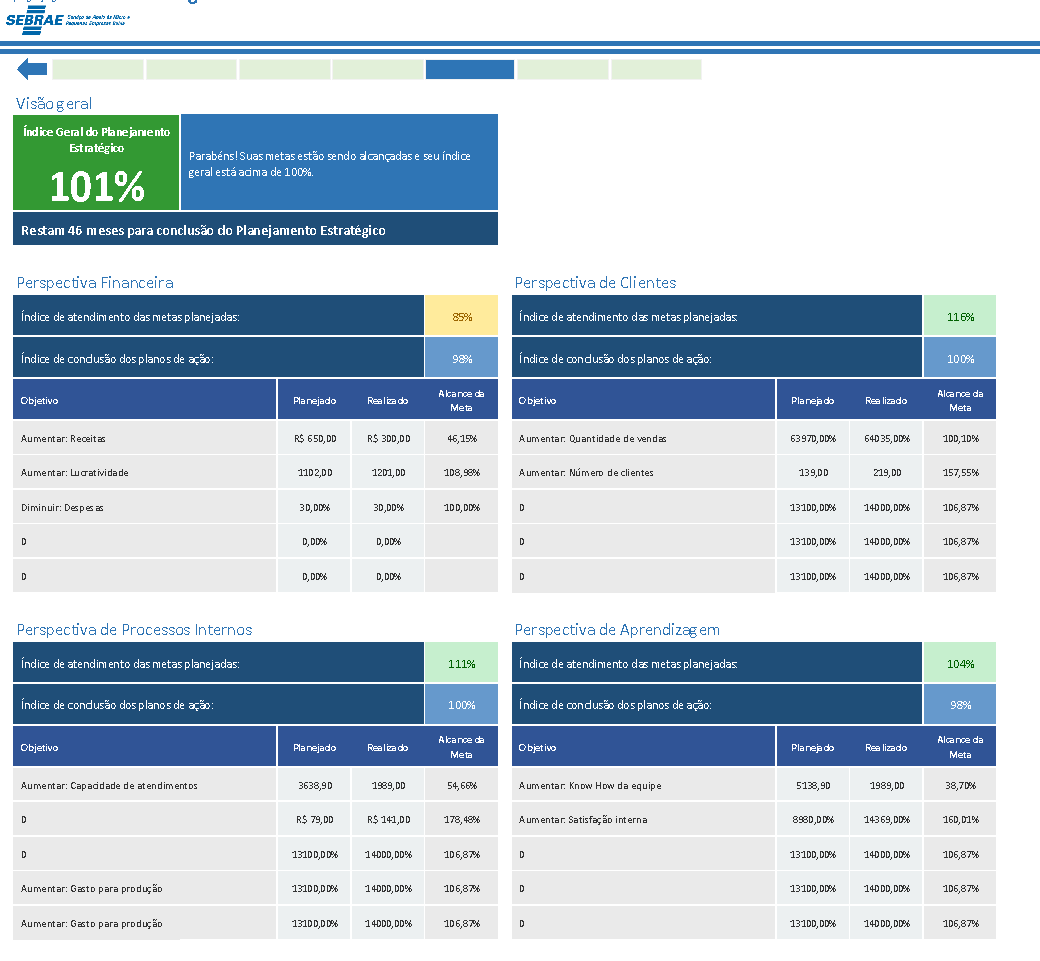 SEBRAE
Serviço de Apoio às Micro e
Pequenas Empresas Bahia
Visão geral
Índice Geral do Planejamento
Estratégico
101%
Parabéns! Suas metas estão sendo alcançadas e seu índice
geral está acima de 100%.
Restam 46 meses para conclusão do Planejamento Estratégico
Perspectiva Financeira
Índice de atendimento das metas planejadas: 85%
Índice de conclusão dos planos de ação: 98%
Objetivo Planejado Realizado Alcance da Meta
Aumentar: Receitas R$ 650,00 R$ 300,00 46,15%
Aumentar: Lucratividade 1102,00 1201,00 108,98%
Diminuir: Despesas 30,00% 30,00% 100,00%
0 0,00% 0,00%
0 0,00% 0,00%
Perspectiva de Clientes
Índice de atendimento das metas planejadas: 116%
Índice de conclusão dos planos de ação: 100%
Objetivo Planejado Realizado Alcance da Meta
Aumentar: Quantidade de vendas 63970,00% 64035,00% 100,10%
Aumentar: Número de clientes 139,00 219,00 157,55%
0 13100,00% 14000,00% 106,87%
0 13100,00% 14000,00% 106,87%
0 13100,00% 14000,00% 106,87%
Perspectiva de Processos Internos
Índice de atendimento das metas planejadas: 111%
Índice de conclusão dos planos de ação: 100%
Objetivo Planejado Realizado Alcance da Meta
Aumentar: Capacidade de atendimentos 3638,90 1989,00 54,66%
0 R$ 79,00 R$ 141,00 178,48%
0 13100,00% 14000,00% 106,87%
Aumentar: Gasto para produção 13100,00% 14000,00% 106,87%
Aumentar: Gasto para produção 13100,00% 14000,00% 106,87%
Perspectiva de Aprendizagem
Índice de atendimento das metas planejadas: 104%
Índice de conclusão dos planos de ação: 98%
Objetivo Planejado Realizado Alcance da Meta
Aumentar: Know How da equipe 5138,90 1989,00 38,70%
Aumentar: Satisfação interna 8980,00% 14369,00% 160,01%
0 13100,00% 14000,00% 106,87%
0 13100,00% 14000,00% 106,87%
0 13100,00% 14000,00% 106,87%